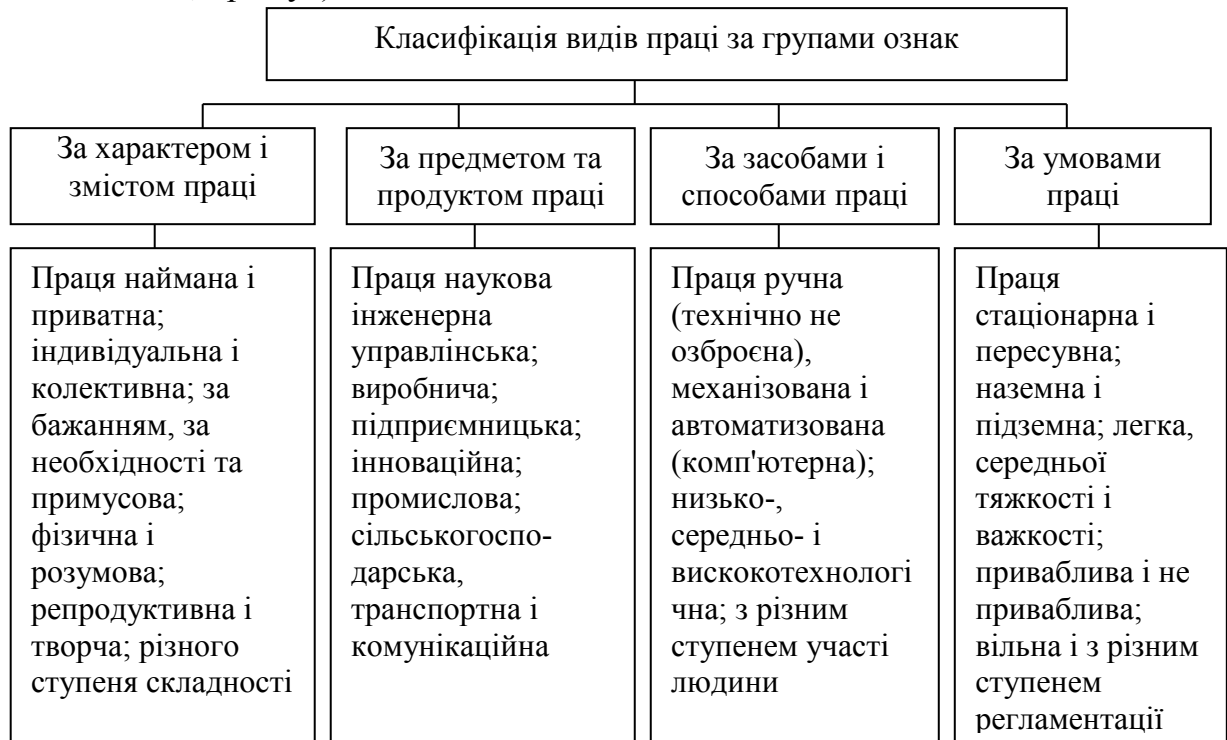 Класифікація видів праці за групами ознак
За характером і
змістом праці
За предметом та
продуктом праці
За засобами і
способами праці
За умовами
праці
Праця наймана і
приватна;
індивідуальна і
колективна; за
бажанням, за
необхідності та
примусова;
фізична і
розумова;
репродуктивна і
творча; різного
ступеня складності
Праця наукова
інженерна
управлінська;
виробнича;
підприємницька;
інноваційна;
промислова;
сільськогоспо-
дарська,
транспортна і
комунікаційна
Праця ручна
(технічно не
озброєна),
механізована і
автоматизована
(комп'ютерна);
низько-,
середньо- і
вискокотехнологі
чна; з різним
ступенем участі
людини
Праця
стаціонарна і
пересувна;
наземна і
підземна; легка,
середньої
тяжкості і
важкості;
приваблива і не
приваблива;
вільна і з різним
ступенем
регламентації